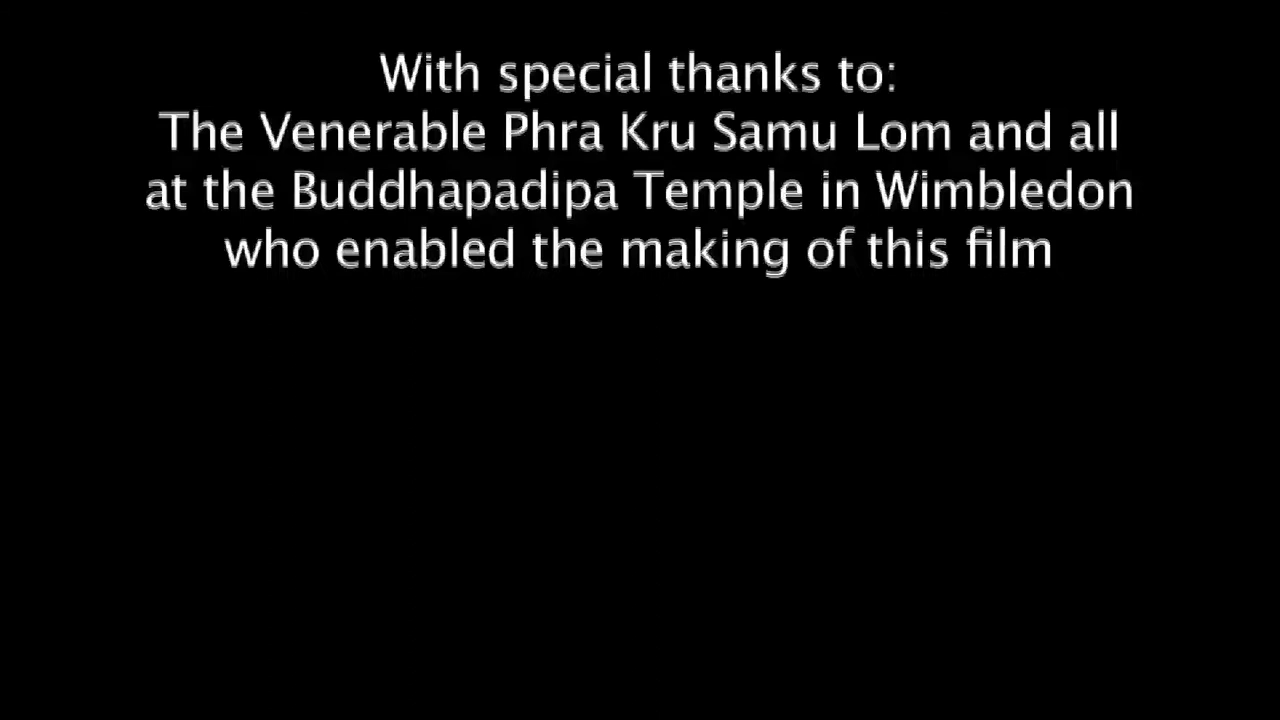 With special thanks to:
The Venerable Phra Kru Samu Lom and all
at the Buddhapadipa Temple in Wimbledon
who enabled the making of this film